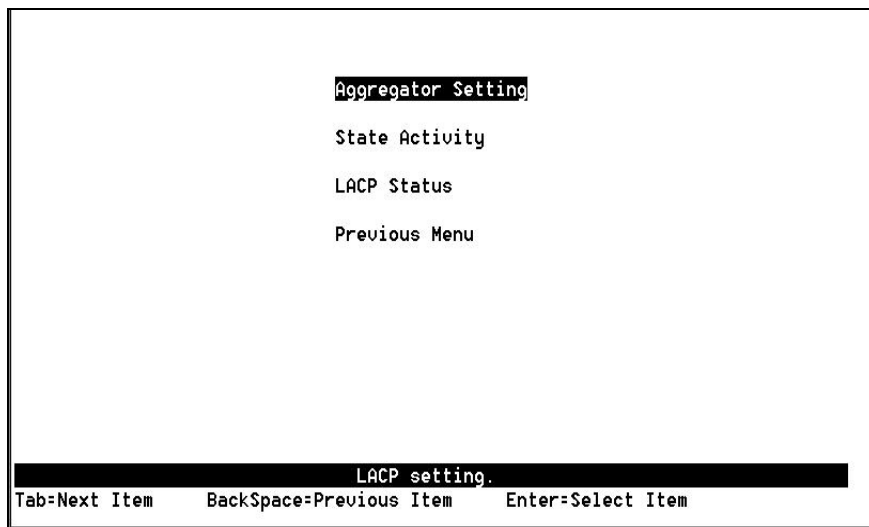 Aggregator Setting
State Activity
LACP Status
Previous Menu
LACP setting.
Tab=Next Item BackSpace=Previous Item Enter=Select Item